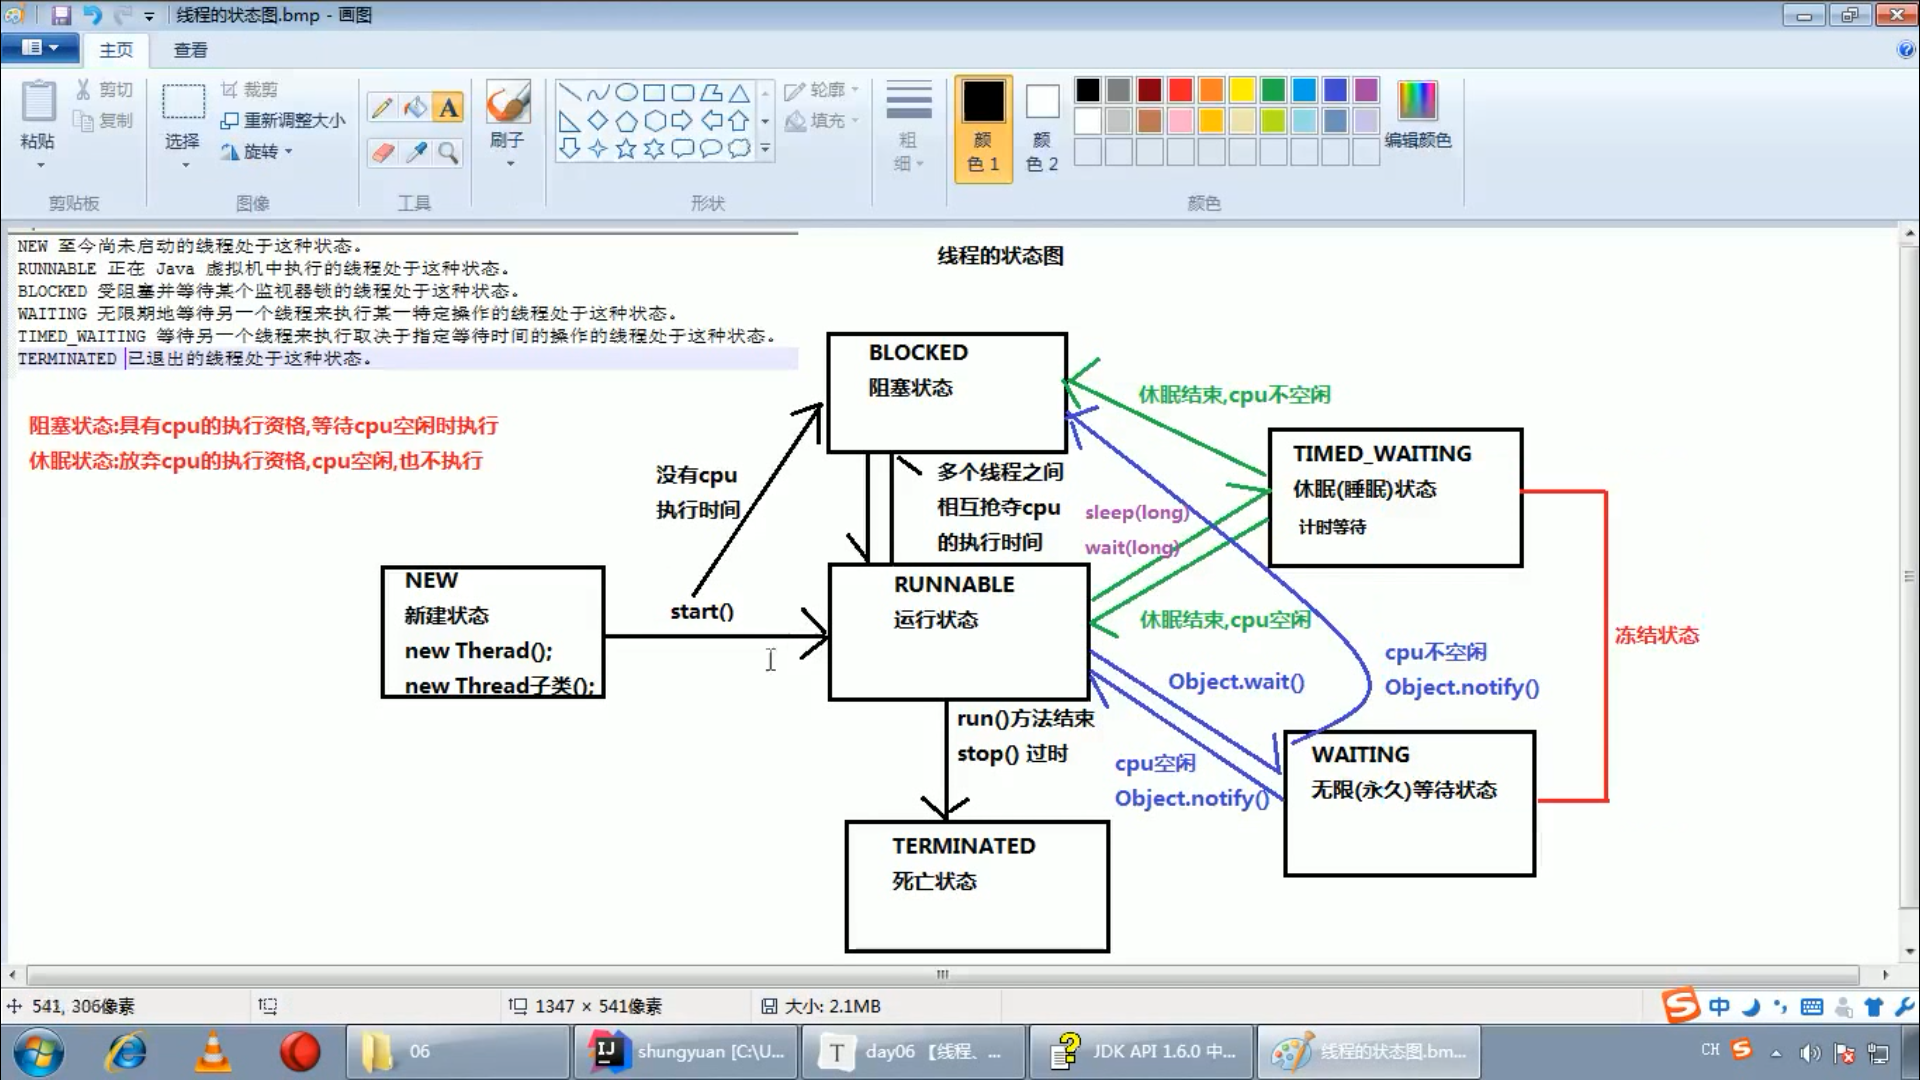 线程的状态图.bmp - 画图
主页
查看
剪切
复制
粘贴
剪贴板
裁剪
重新调整大小
旋转
选择
图像
A
工具
刷子
轮廓
填充
形状
粗
细
颜
色 1
颜
色 2
编辑颜色
颜色
NEW 至今尚未启动的线程处于这种状态。
RUNNABLE 正在 Java 虚拟机中执行的线程处于这种状态。
BLOCKED 受阻塞并等待某个监视器锁的线程处于这种状态。
WAITING 无限期地等待另一个线程来执行某一特定操作的线程处于这种状态。
TIMED_WAITING 等待另一个线程来执行取决于指定等待时间的操作的线程处于这种状态。
TERMINATED 已退出的线程处于这种状态。
阻塞状态:具有cpu的执行资格,等待cpu空闲时执行
休眠状态:放弃cpu的执行资格,cpu空闲,也不执行
线程的状态图
BLOCKED
阻塞状态
休眠结束,cpu不空闲
没有cpu
执行时间
多个线程之间
相互抢夺cpu
的执行时间
sleep(long)
wait(long)
TIMED_WAITING
休眠(睡眠)状态
计时等待
NEW
新建状态
new Therad();
new Thread子类();
start()
RUNNABLE
运行状态
休眠结束,cpu空闲
冻结状态
Object.wait()
cpu不空闲
Object.notify()
run()方法结束
stop() 过时
cpu空闲
Object.notify()
WAITING
无限(永久)等待状态
TERMINATED
死亡状态
541, 306像素
1347 × 541像素
大小: 2.1MB
中
06
shungyuan [C:\U...
day06 【线程、...
JDK API 1.6.0 中...
线程的状态图.bm...
CH